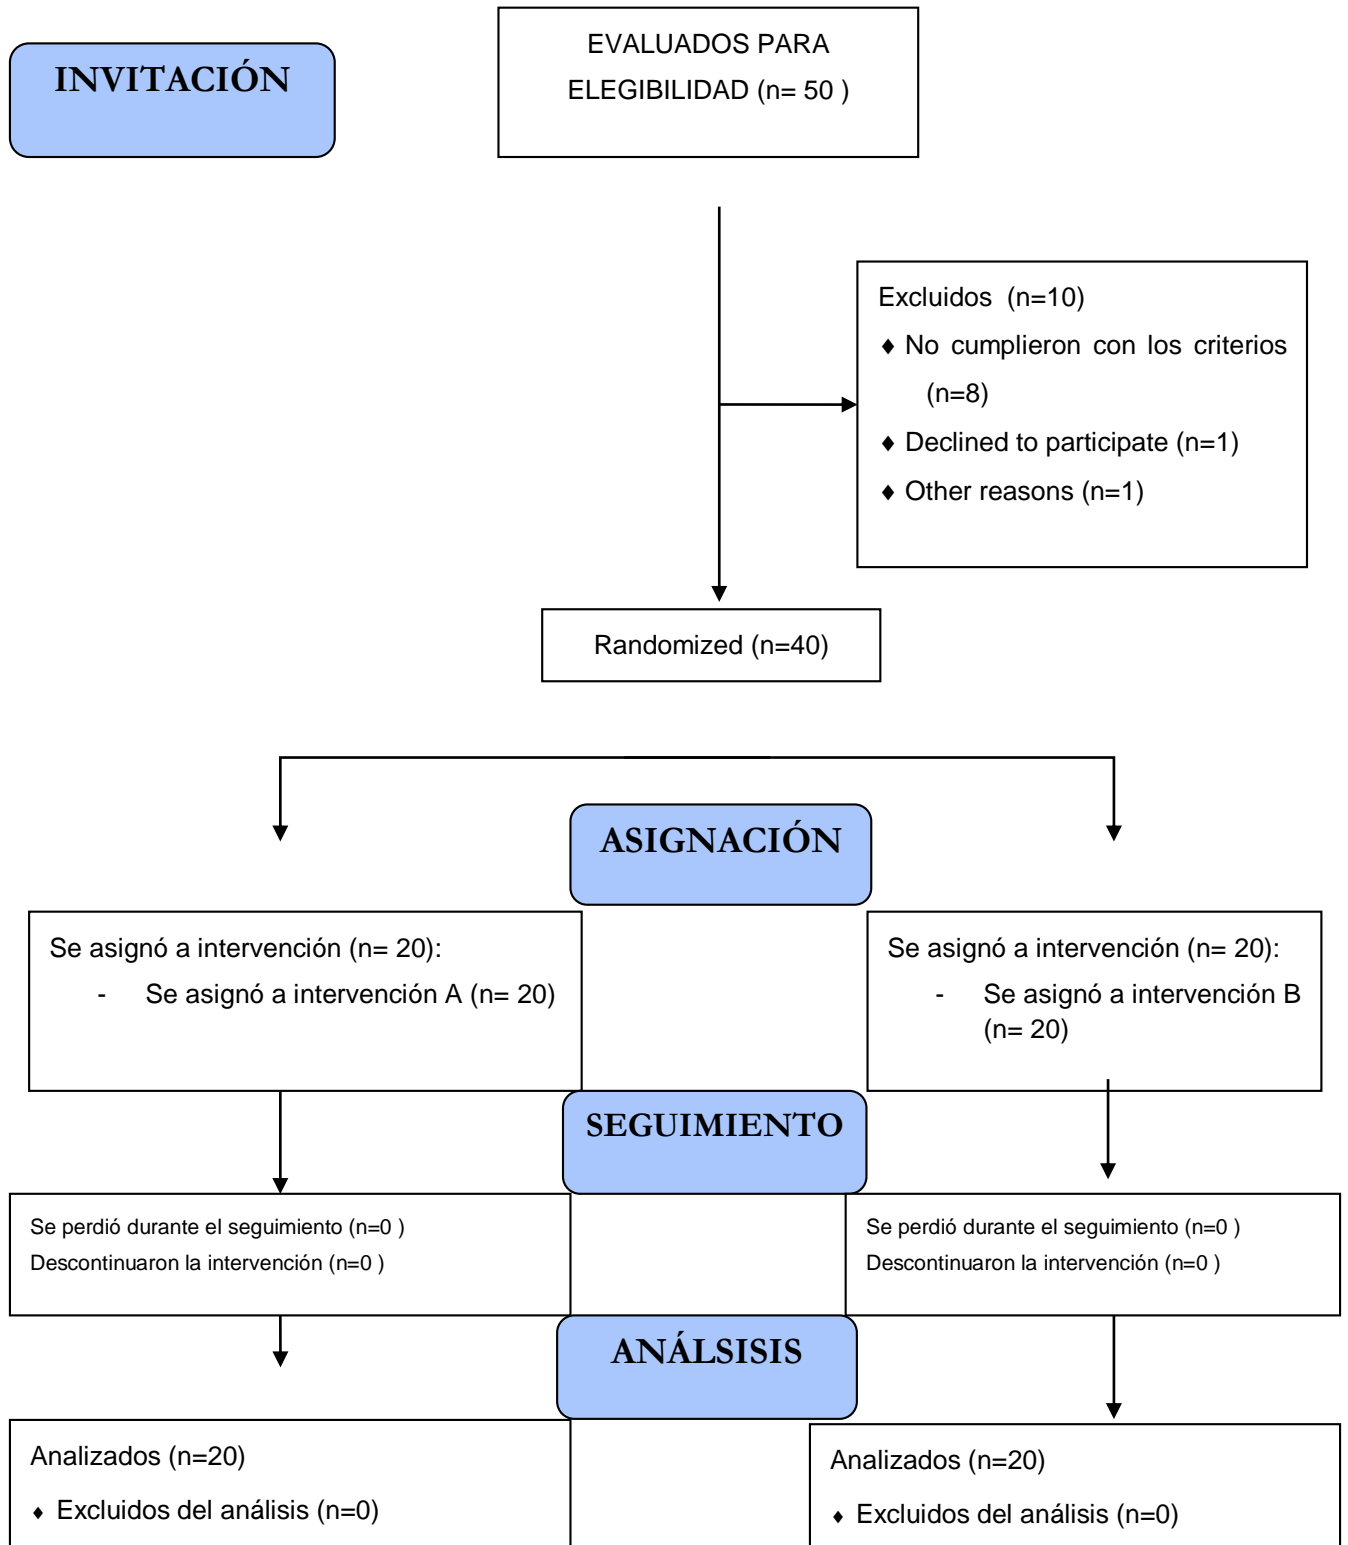 INVITACIÓN
EVALUADOS PARA
ELEGIBILIDAD (n= 50 )
Excluidos  (n=10)
♦ No cumplieron con los criterios
(n=8)
♦ Declined to participate (n=1)
♦ Other reasons (n=1)
Randomized (n=40)
ASIGNACIÓN
Se asignó a intervención (n= 20):
- Se asignó a intervención A (n= 20)
Se asignó a intervención (n= 20):
- Se asignó a intervención B
(n= 20)
SEGUIMIENTO
Se perdió durante el seguimiento (n=0 )
Descontinuaron la intervención (n=0 )
Se perdió durante el seguimiento (n=0 )
Descontinuaron la intervención (n=0 )
ANÁLSISIS
Analizados (n=20)
♦ Excluidos del análisis (n=0)
Analizados (n=20)
♦ Excluidos del análisis (n=0)